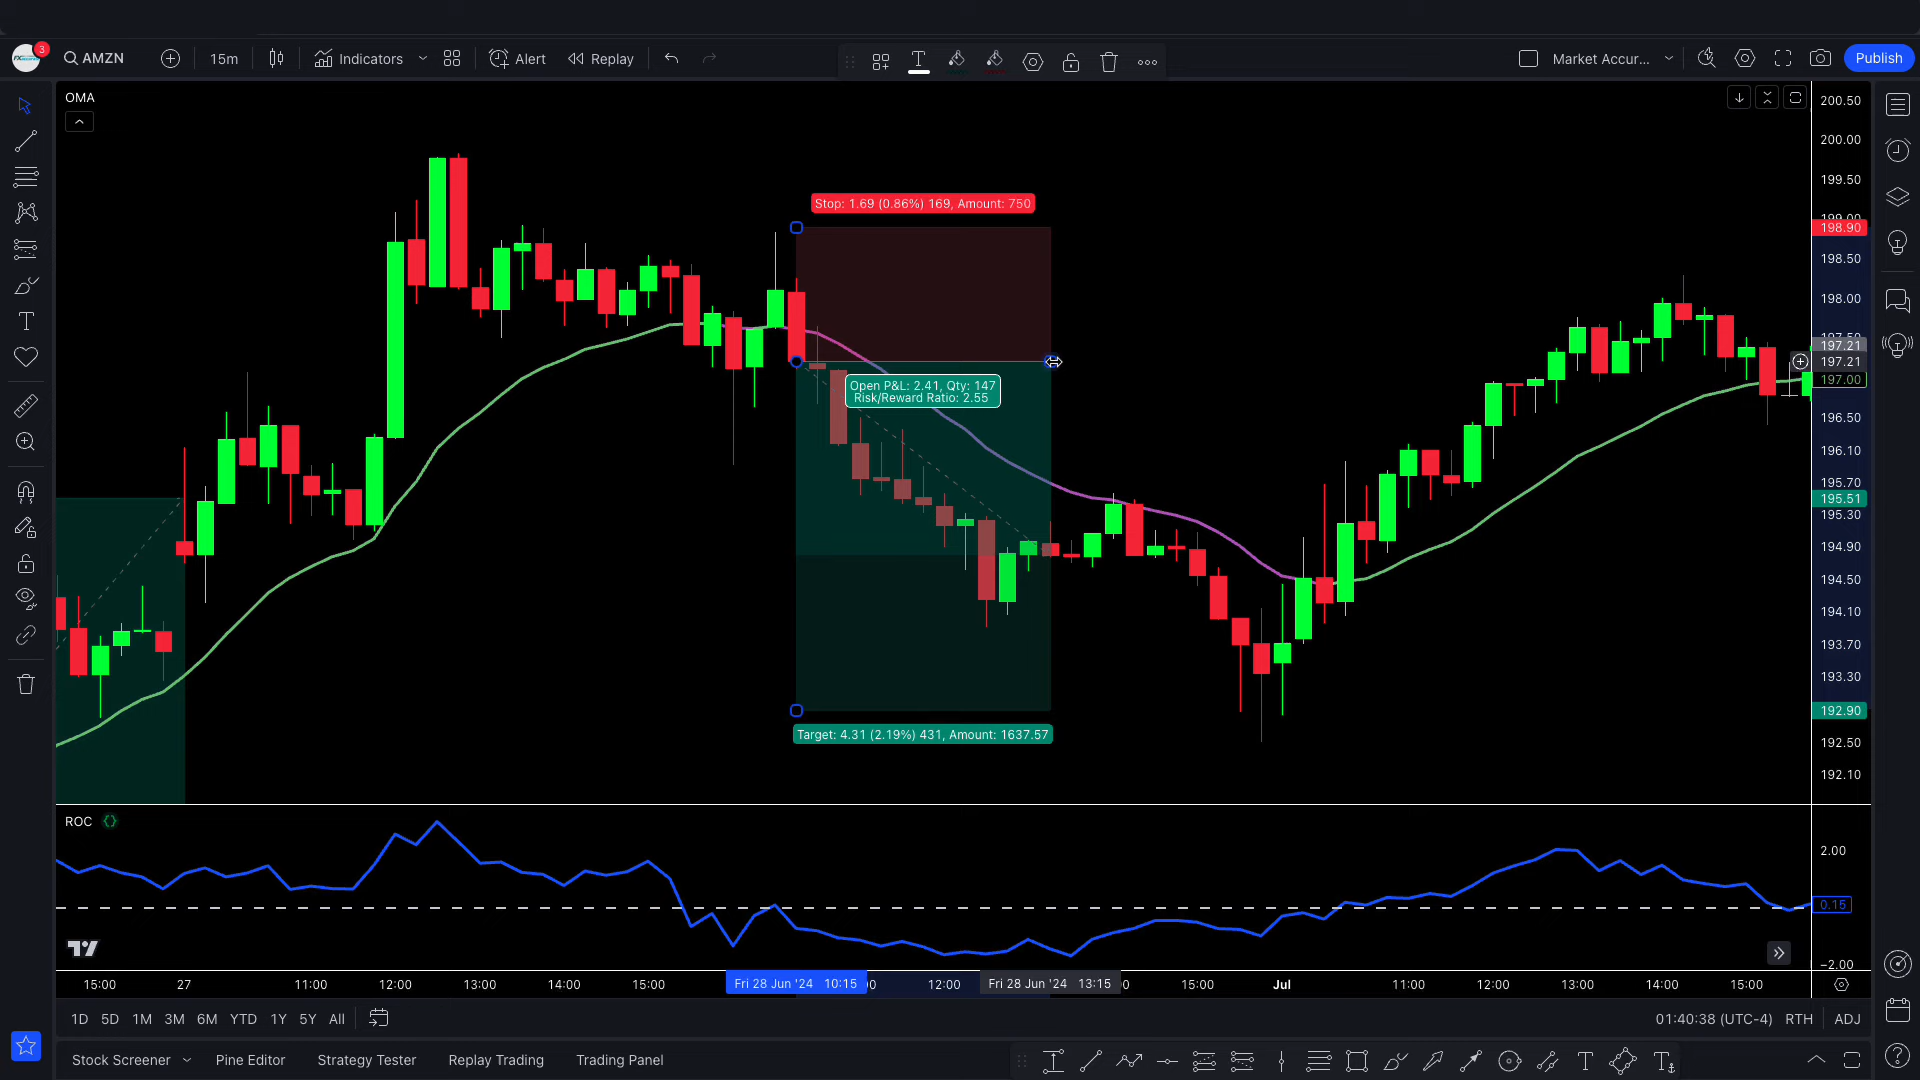 3
AMZN
15m
Indicators
Alert
Replay
Market Accur...
Publish
OMA
Stop: 1.69 (0.86%) 169, Amount: 750
Open P&L: 2.41, Qty: 147
Risk/Reward Ratio: 2.55
Target: 4.31 (2.19%) 431, Amount: 1637.57
200.50
200.00
199.50
199.00
198.90
198.50
198.00
197.50
197.21
197.21
197.00
196.50
196.10
195.70
195.51
195.30
194.90
194.50
194.10
193.70
193.30
192.90
192.50
192.10
ROC
2.00
0.15
−2.00
15:00 27 11:00 12:00 13:00 14:00 15:00 Fri 28 Jun '24 10:15 12:00 Fri 28 Jun '24 13:15 15:00 Jul 11:00 12:00 13:00 14:00 15:00
1D 5D 1M 3M 6M YTD 1Y 5Y All
01:40:38 (UTC-4) RTH ADJ
Stock Screener Pine Editor Strategy Tester Replay Trading Trading Panel